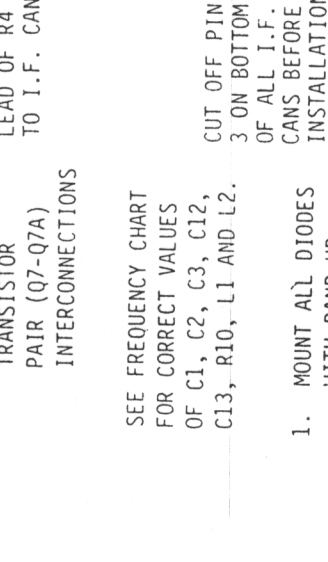 LEAD OF R4
TO I.F. CAN
TRANSISTOR
PAIR (Q7-Q7A)
INTERCONNECTIONS
SEE FREQUENCY CHART
FOR CORRECT VALUES
OF C1, C2, C3, C12,
C13, R10, L1 AND L2.
CUT OFF PIN
3 ON BOTTOM
OF ALL I.F.
CANS BEFORE
INSTALLATION
1. MOUNT ALL DIODES